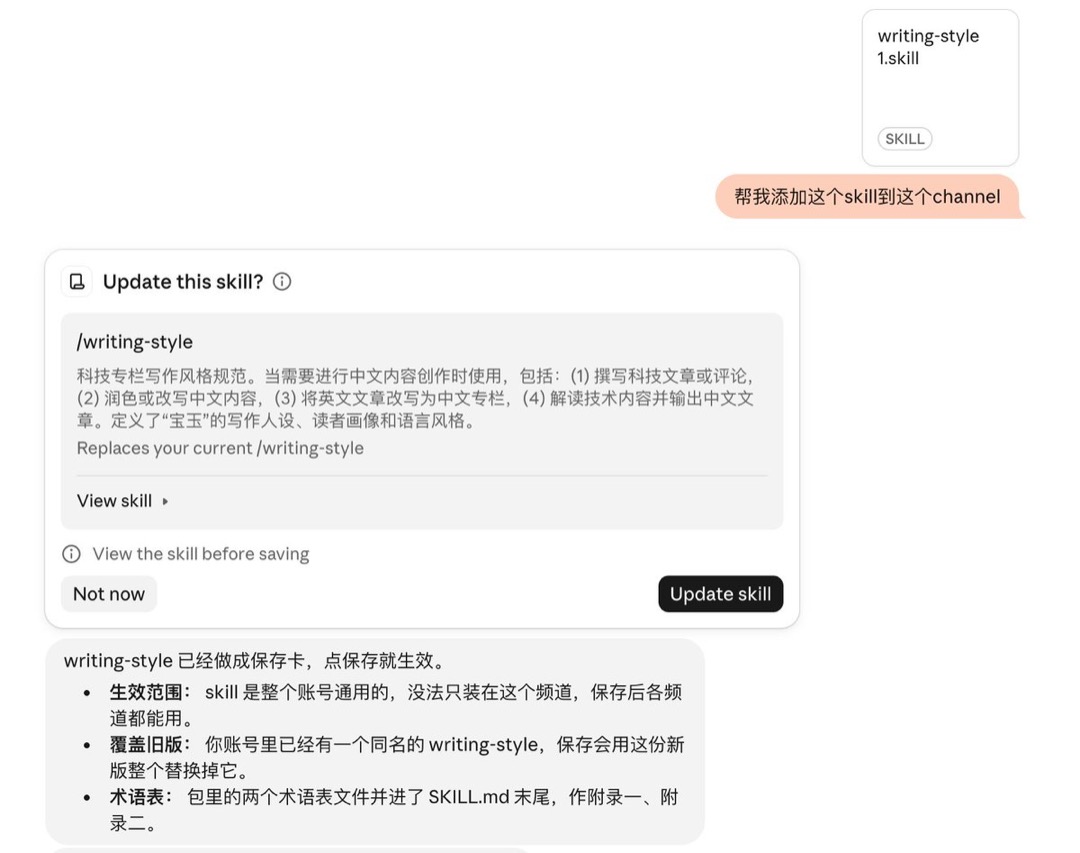 writing-style
1.skill
SKILL
帮我添加这个skill到这个channel
Update this skill?
/writing-style
科技专栏写作风格规范。当需要进行中文内容创作时使用，包括：(1) 撰写科技文章或评论，
(2) 润色或改写中文内容，(3) 将英文文章改写为中文专栏，(4) 解读技术内容并输出中文文
章。定义了“宝玉”的写作人设、读者画像和语言风格。
Replaces your current /writing-style
View skill
View the skill before saving
Not now
Update skill
writing-style 已经做成保存卡，点保存就生效。
• 生效范围： skill 是整个账号通用的，没法只装在这个频道，保存后各频
道都能用。
• 覆盖旧版： 你账号里已经有一个同名的 writing-style，保存会用这份新
版整个替换掉它。
• 术语表： 包里的两个术语表文件并进了 SKILL.md 末尾，作附录一、附
录二。